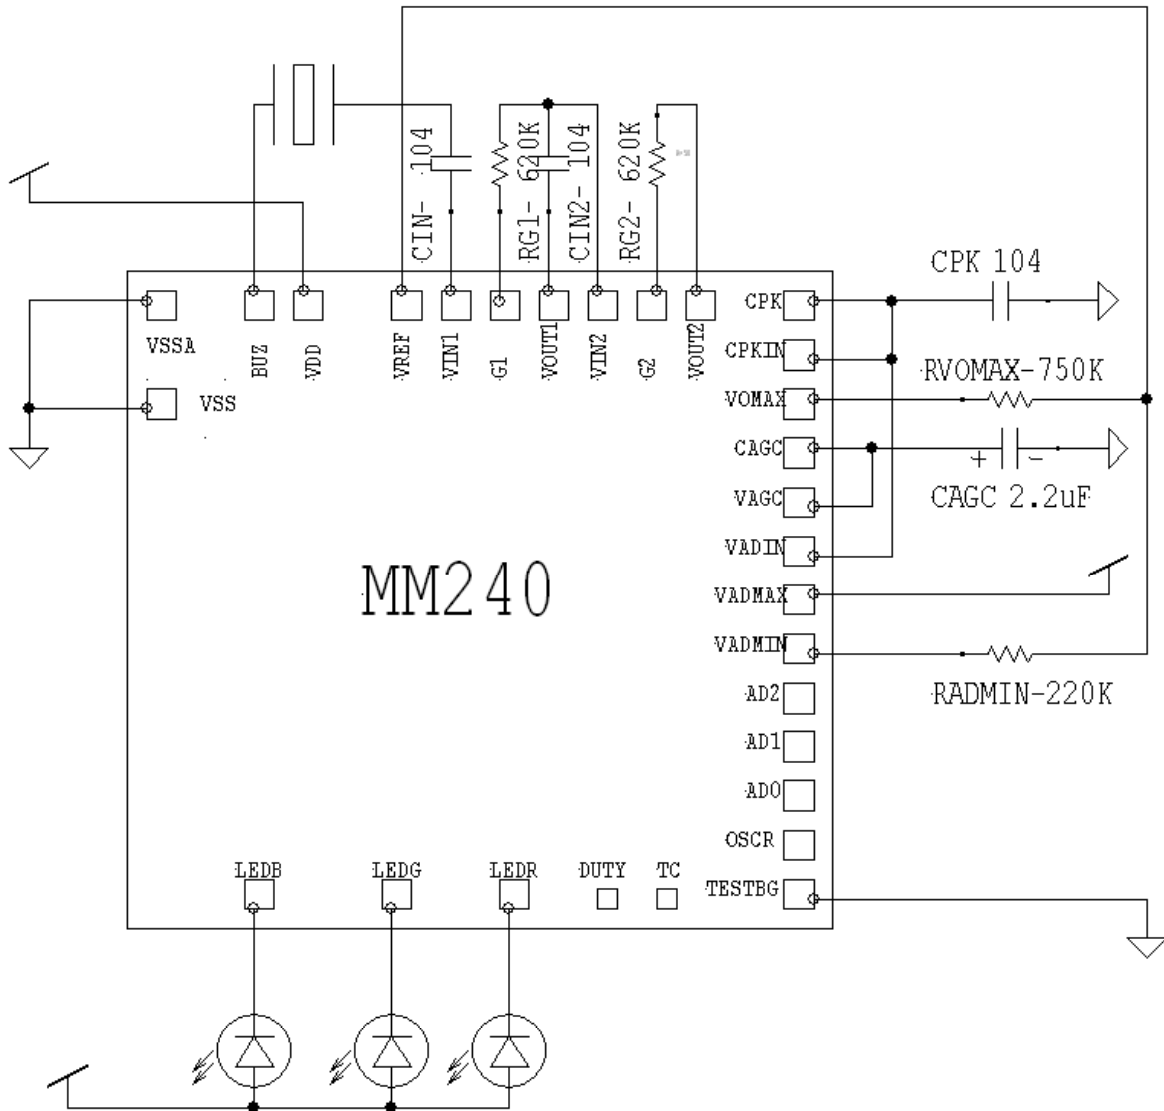 CIN- 104
RG1- 620K
CIN2- 104
RG2- 620K
CPK 104
VSSA
BUZ
VDD
VREF
VIN1
G1
VOUT1
VIN2
G2
VOUT2
CPK
CPKIN
RVOMAX-750K
VSS
VOMAX
CAGC
+ -
VAGC
CAGC 2.2uF
VADIN
MM240
VADMAX
VADMIN
AD2
RADMIN-220K
AD1
AD0
OSCR
LEDB
LEDG
LEDR
DUTY
TC
TESTBG